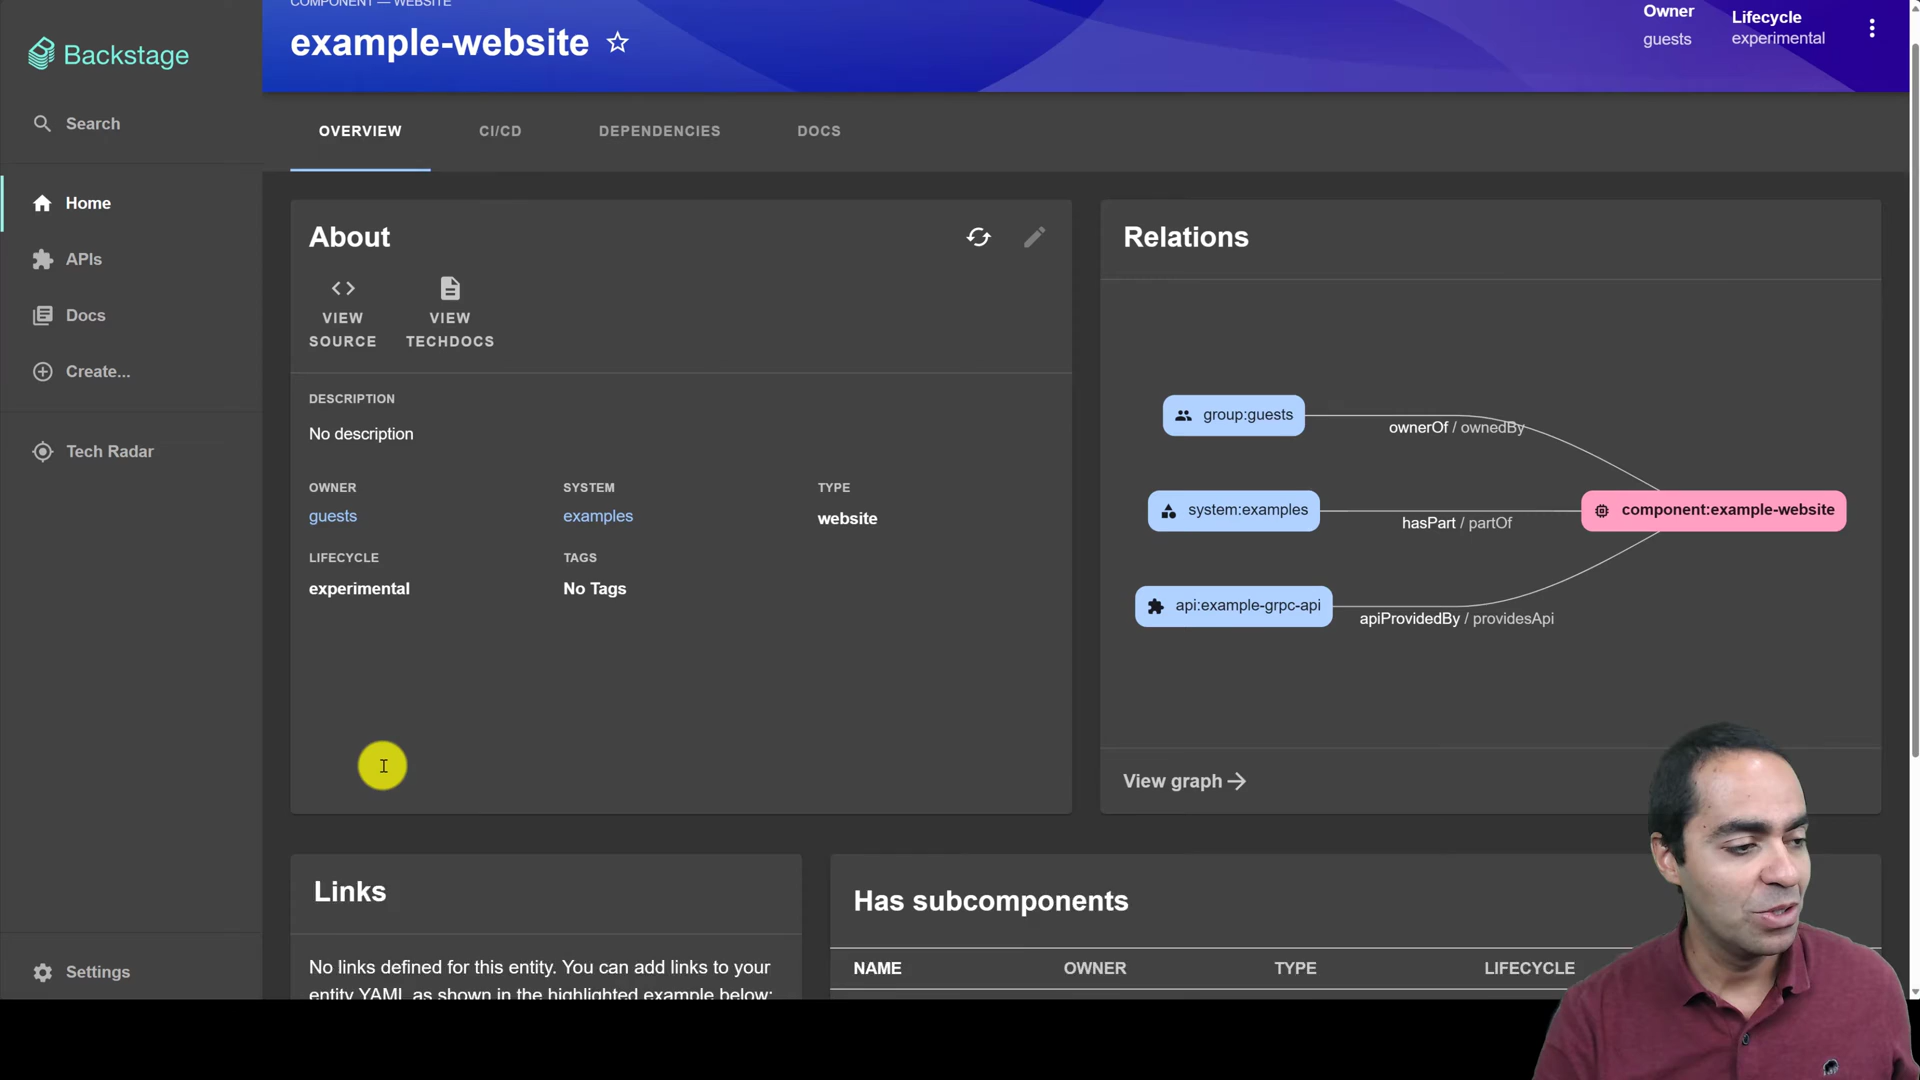 COMPONENT — WEBSITE
example-website
Owner
guests
Lifecycle
experimental
Backstage
Search
Home
APIs
Docs
Create...
Tech Radar
Settings
OVERVIEW
CI/CD
DEPENDENCIES
DOCS
About
VIEW
SOURCE
VIEW
TECHDOCS
DESCRIPTION
No description
OWNER
guests
SYSTEM
examples
TYPE
website
LIFECYCLE
experimental
TAGS
No Tags
Relations
group:guests
ownerOf / ownedBy
system:examples
hasPart / partOf
component:example-website
api:example-grpc-api
apiProvidedBy / providesApi
View graph
Links
No links defined for this entity. You can add links to your
entity YAML as shown in the highlighted example below:
Has subcomponents
NAME
OWNER
TYPE
LIFECYCLE